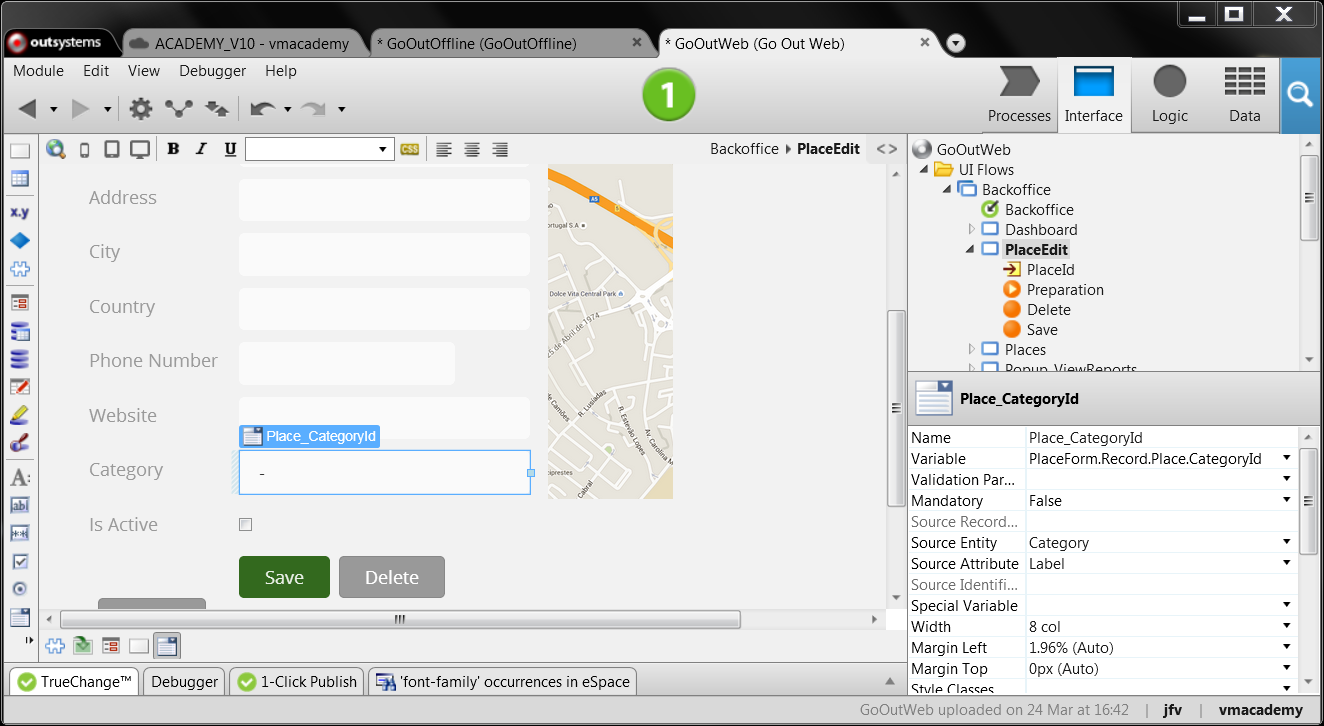 outsystems
ACADEMY_V10 - vmacademy
* GoOutOffline (GoOutOffline)
* GoOutWeb (Go Out Web)
Module Edit View Debugger Help
1
Processes Interface Logic Data
B I U
CSS
Backoffice PlaceEdit <>
Address
City
Country
Phone Number
Website
Place_CategoryId
Category
-
Is Active
Save Delete
A5
ortugal S.A
Dolce Vita Central Park
25 de Abril de 1974
de Camões
R. Lusíadas
R. Estevão Lopes
Av. Carolina M
ciprestes
Cabral
x.y
A:
ab
**
GoOutWeb
UI Flows
Backoffice
Backoffice
Dashboard
PlaceEdit
PlaceId
Preparation
Delete
Save
Places
Popup_ViewReports
Place_CategoryId
Name Place_CategoryId
Variable PlaceForm.Record.Place.CategoryId
Validation Par...
Mandatory False
Source Record...
Source Entity Category
Source Attribute Label
Source Identifi...
Special Variable
Width 8 col
Margin Left 1.96% (Auto)
Margin Top 0px (Auto)
Style Classes
TrueChange™ Debugger 1-Click Publish 'font-family' occurrences in eSpace
GoOutWeb uploaded on 24 Mar at 16:42 | jfv | vmacademy